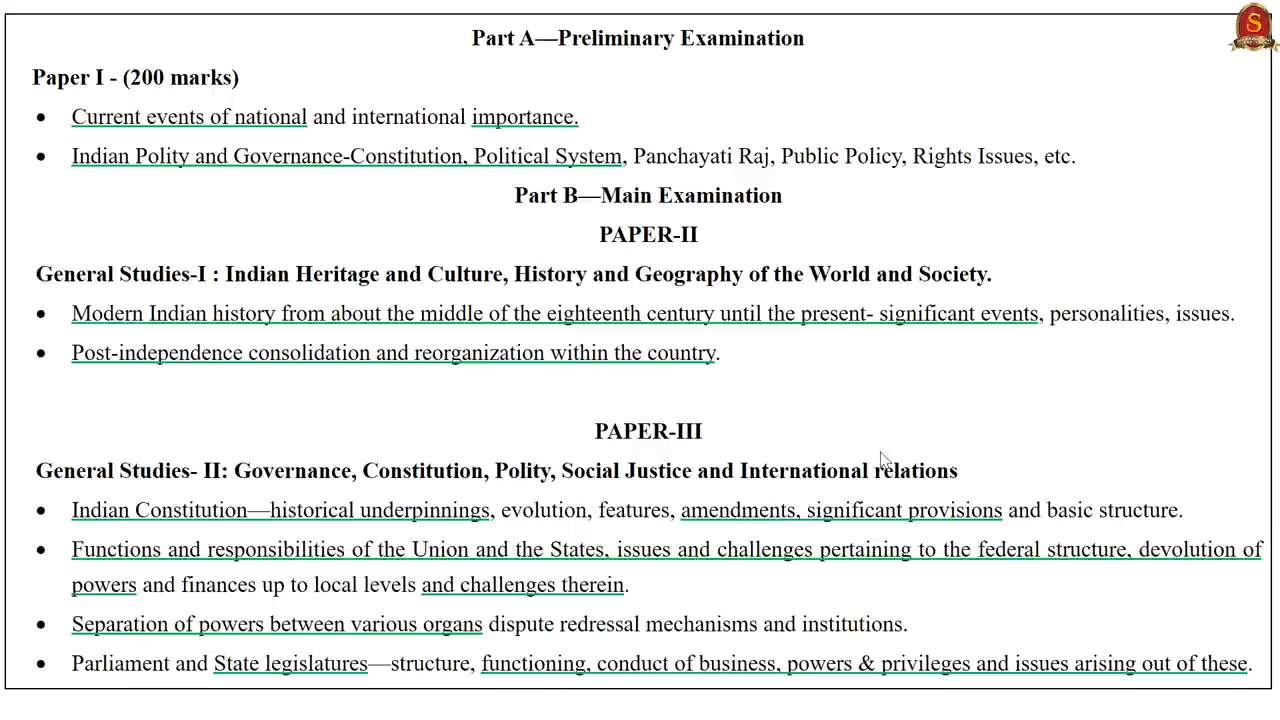 Part A—Preliminary Examination
Paper I - (200 marks)
• Current events of national and international importance.
• Indian Polity and Governance-Constitution, Political System, Panchayati Raj, Public Policy, Rights Issues, etc.
Part B—Main Examination
PAPER-II
General Studies-I : Indian Heritage and Culture, History and Geography of the World and Society.
• Modern Indian history from about the middle of the eighteenth century until the present- significant events, personalities, issues.
• Post-independence consolidation and reorganization within the country.
PAPER-III
General Studies- II: Governance, Constitution, Polity, Social Justice and International relations
• Indian Constitution—historical underpinnings, evolution, features, amendments, significant provisions and basic structure.
• Functions and responsibilities of the Union and the States, issues and challenges pertaining to the federal structure, devolution of
powers and finances up to local levels and challenges therein.
• Separation of powers between various organs dispute redressal mechanisms and institutions.
• Parliament and State legislatures—structure, functioning, conduct of business, powers & privileges and issues arising out of these.
S